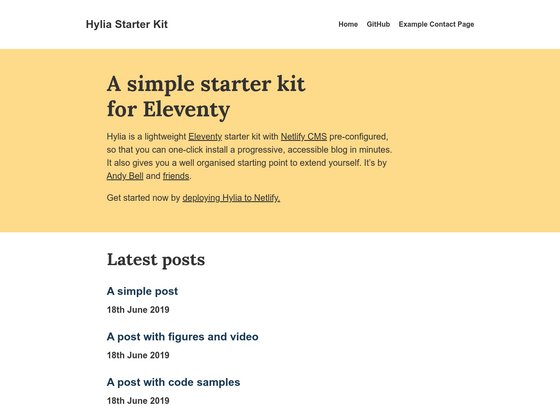 Hylia Starter Kit
Home GitHub Example Contact Page
A simple starter kit
for Eleventy
Hylia is a lightweight Eleventy starter kit with Netlify CMS pre-configured,
so that you can one-click install a progressive, accessible blog in minutes.
It also gives you a well organised starting point to extend yourself. It’s by
Andy Bell and friends.
Get started now by deploying Hylia to Netlify.
Latest posts
A simple post
18th June 2019
A post with figures and video
18th June 2019
A post with code samples
18th June 2019